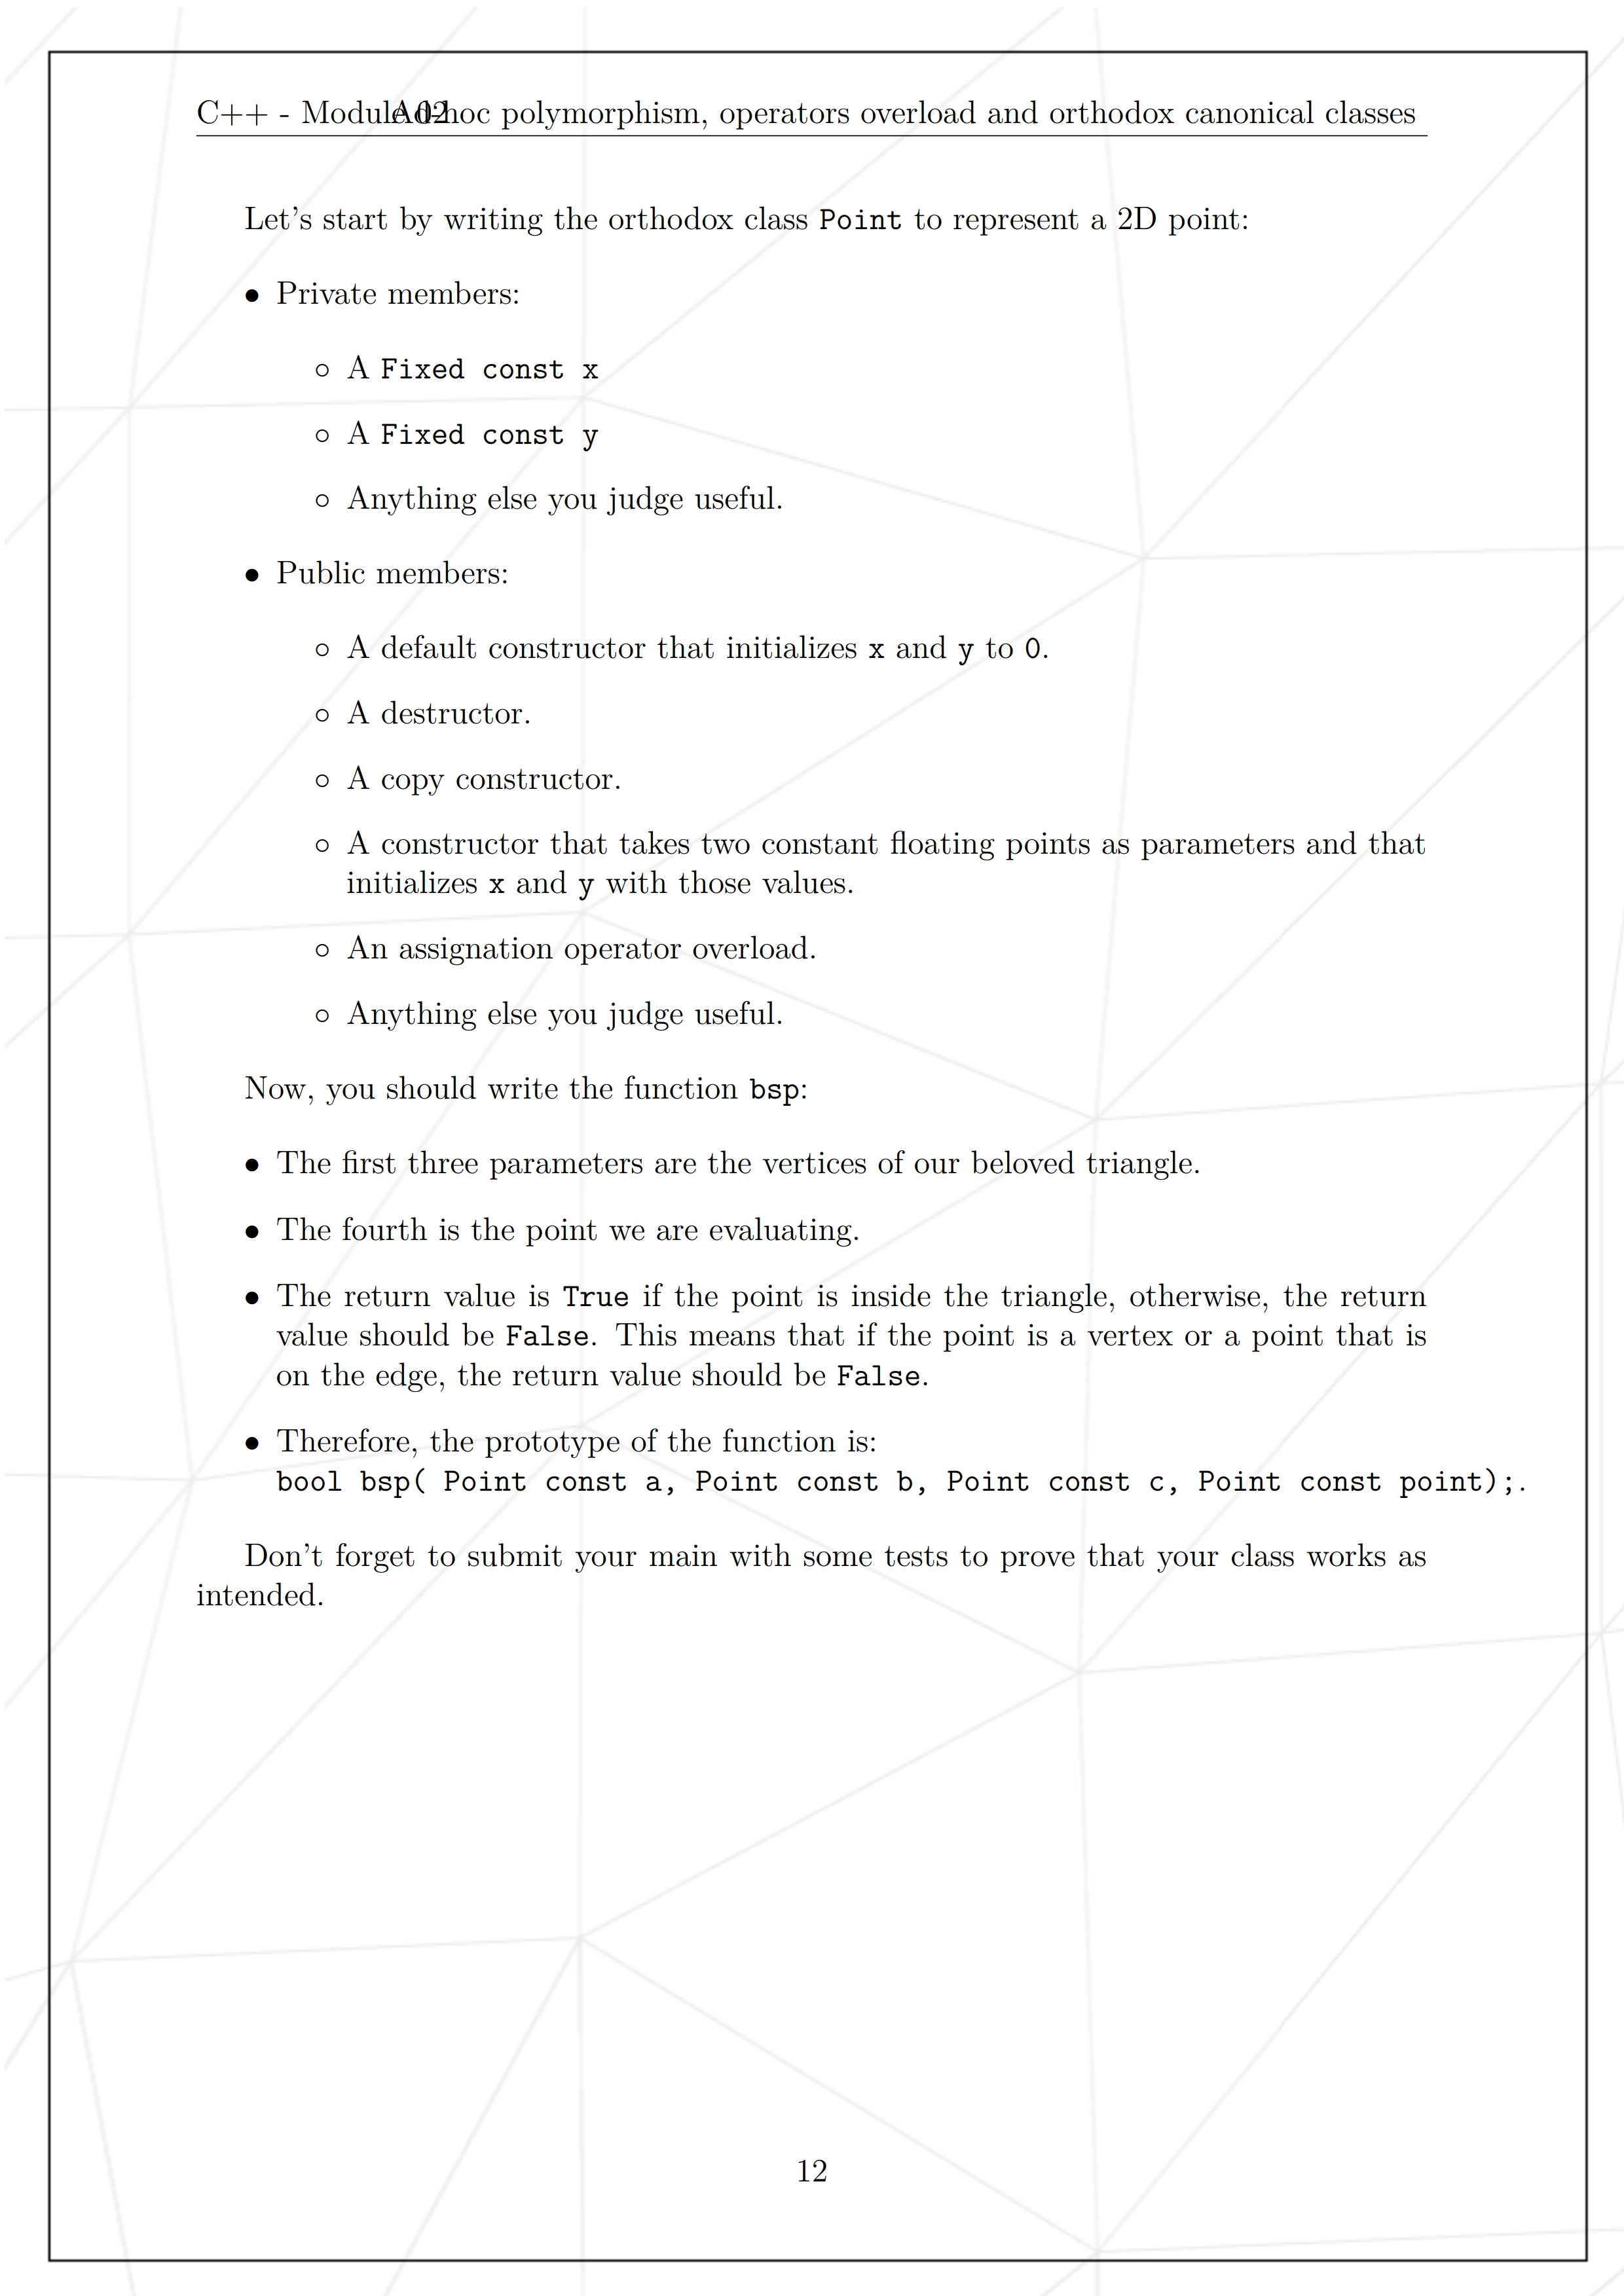 C++ - Module 02 Ad-hoc polymorphism, operators overload and orthodox canonical classes
Let's start by writing the orthodox class Point to represent a 2D point:
• Private members:
◦ A Fixed const x
◦ A Fixed const y
◦ Anything else you judge useful.
• Public members:
◦ A default constructor that initializes x and y to 0.
◦ A destructor.
◦ A copy constructor.
◦ A constructor that takes two constant floating points as parameters and that
initializes x and y with those values.
◦ An assignation operator overload.
◦ Anything else you judge useful.
Now, you should write the function bsp:
• The first three parameters are the vertices of our beloved triangle.
• The fourth is the point we are evaluating.
• The return value is True if the point is inside the triangle, otherwise, the return
value should be False. This means that if the point is a vertex or a point that is
on the edge, the return value should be False.
• Therefore, the prototype of the function is:
bool bsp( Point const a, Point const b, Point const c, Point const point);.
Don't forget to submit your main with some tests to prove that your class works as
intended.
12